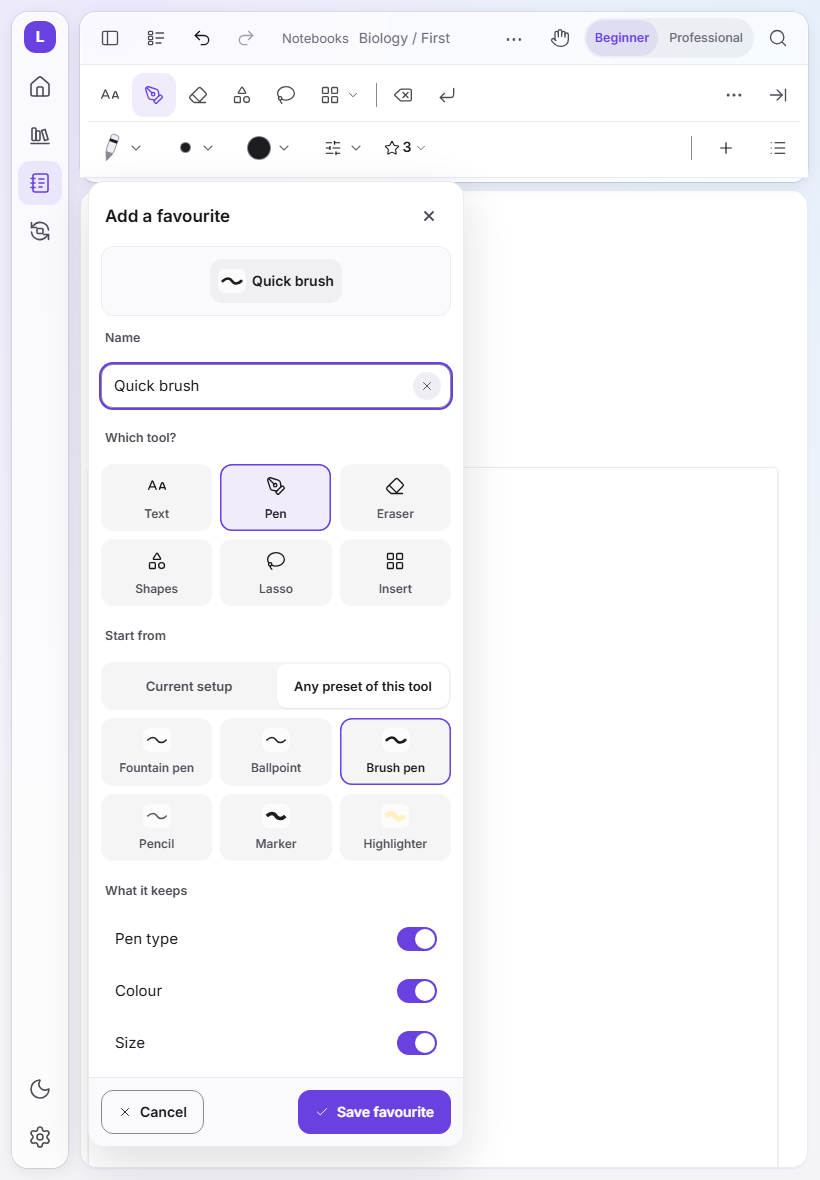 L
Notebooks Biology / First
Beginner Professional
AA
3
Add a favourite
Quick brush
Name
Quick brush
Which tool?
AA
Text Pen Eraser
Shapes Lasso Insert
Start from
Current setup Any preset of this tool
Fountain pen Ballpoint Brush pen
Pencil Marker Highlighter
What it keeps
Pen type
Colour
Size
Cancel Save favourite